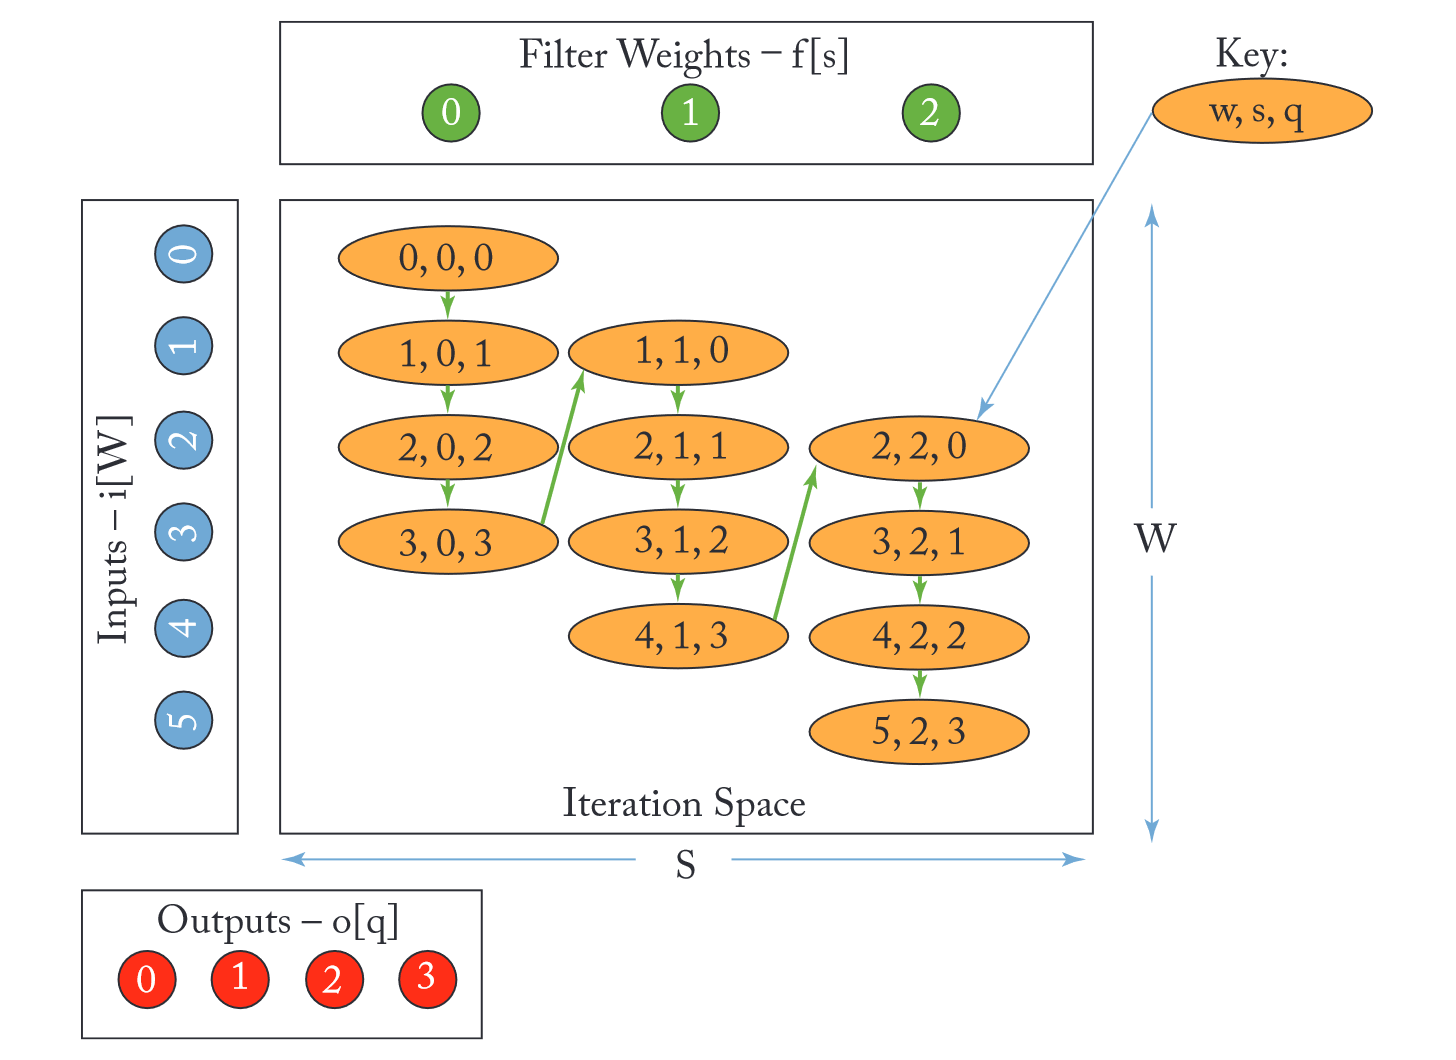 Filter Weights – f[s]
0 1 2
Key:
w, s, q
Inputs – i[W]
0
1
2
3
4
5
0, 0, 0
1, 0, 1 1, 1, 0
2, 0, 2 2, 1, 1 2, 2, 0
3, 0, 3 3, 1, 2 3, 2, 1
4, 1, 3 4, 2, 2
5, 2, 3
Iteration Space
W
S
Outputs – o[q]
0 1 2 3